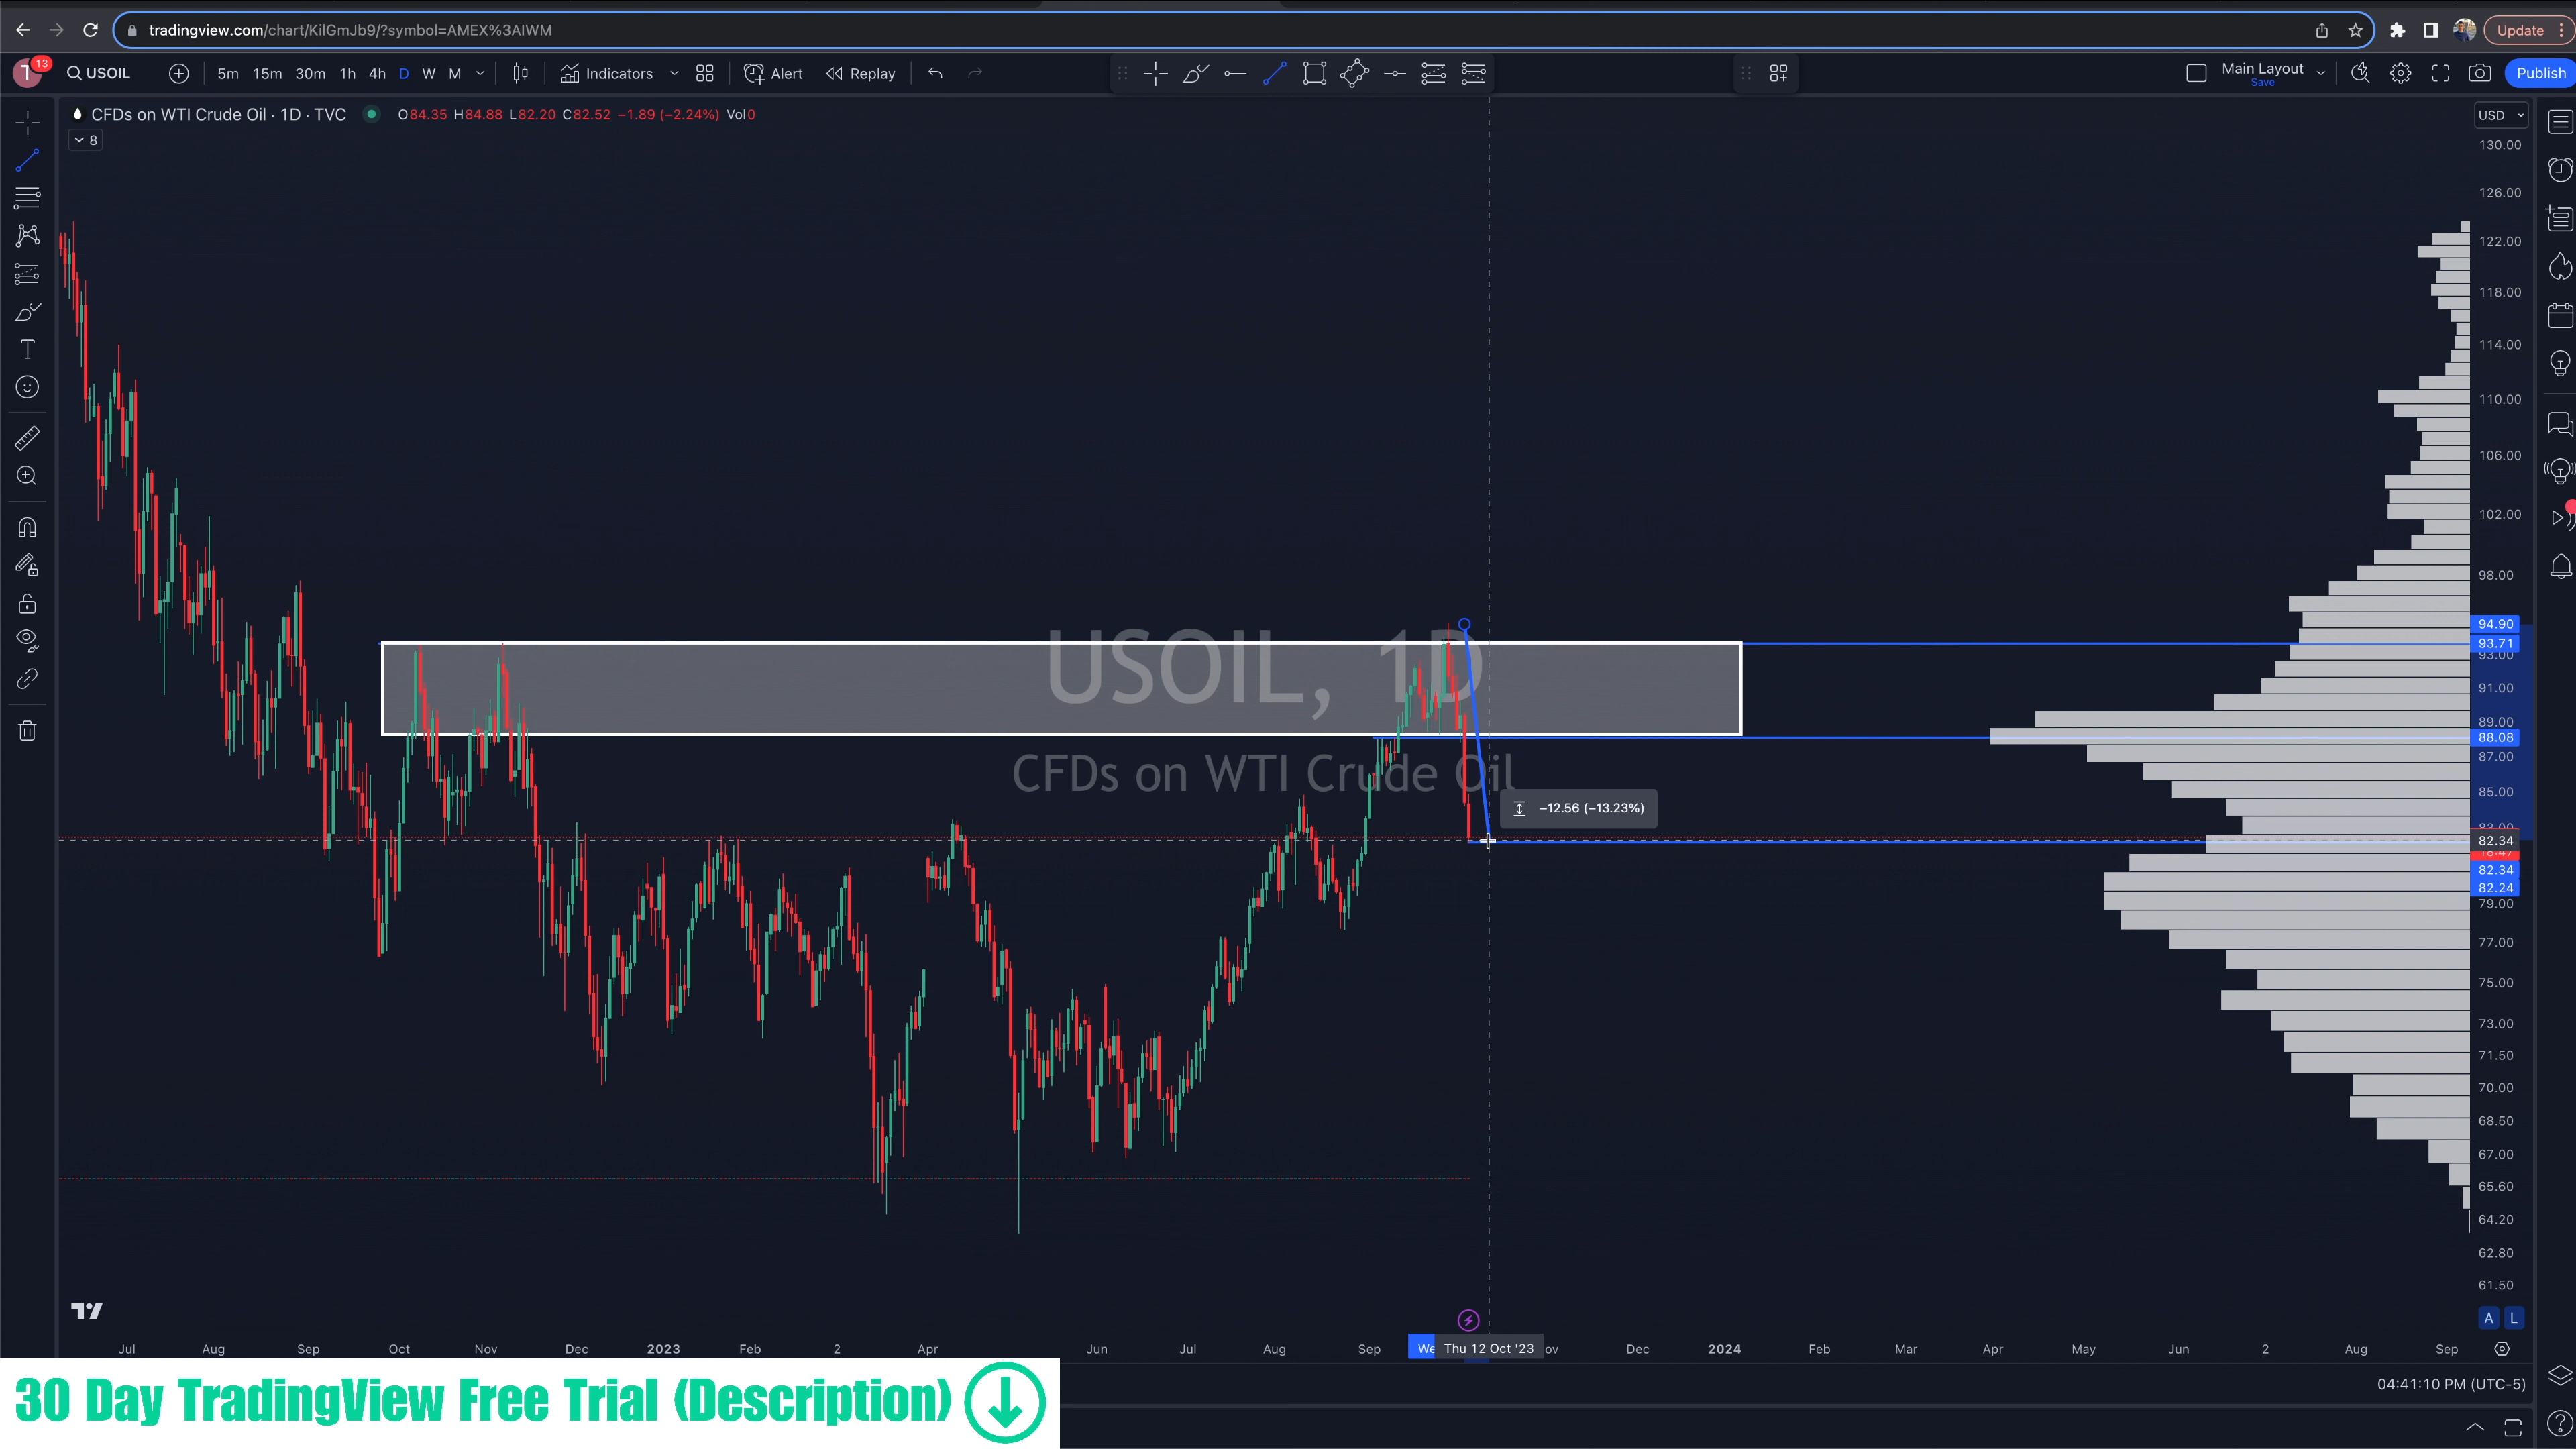 tradingview.com/chart/KilGmJb9/?symbol=AMEX%3AIWM
Update
13
USOIL
5m 15m 30m 1h 4h D W M
Indicators
Alert
Replay
Main Layout
Save
Publish
CFDs on WTI Crude Oil · 1D · TVC
O84.35 H84.88 L82.20 C82.52 −1.89 (−2.24%) Vol0
8
USD
130.00
126.00
122.00
118.00
114.00
110.00
106.00
102.00
98.00
94.90
93.71
93.00
91.00
89.00
88.08
87.00
85.00
82.34
82.34
82.24
79.00
77.00
75.00
73.00
71.50
70.00
68.50
67.00
65.60
64.20
62.80
61.50
USOIL, 1D
CFDs on WTI Crude Oil
−12.56 (−13.23%)
A L
Jul Aug Sep Oct Nov Dec 2023 Feb 2 Apr Jun Jul Aug Sep We Thu 12 Oct '23 ov Dec 2024 Feb Mar Apr May Jun 2 Aug Sep
04:41:10 PM (UTC-5)
30 Day TradingView Free Trial (Description)